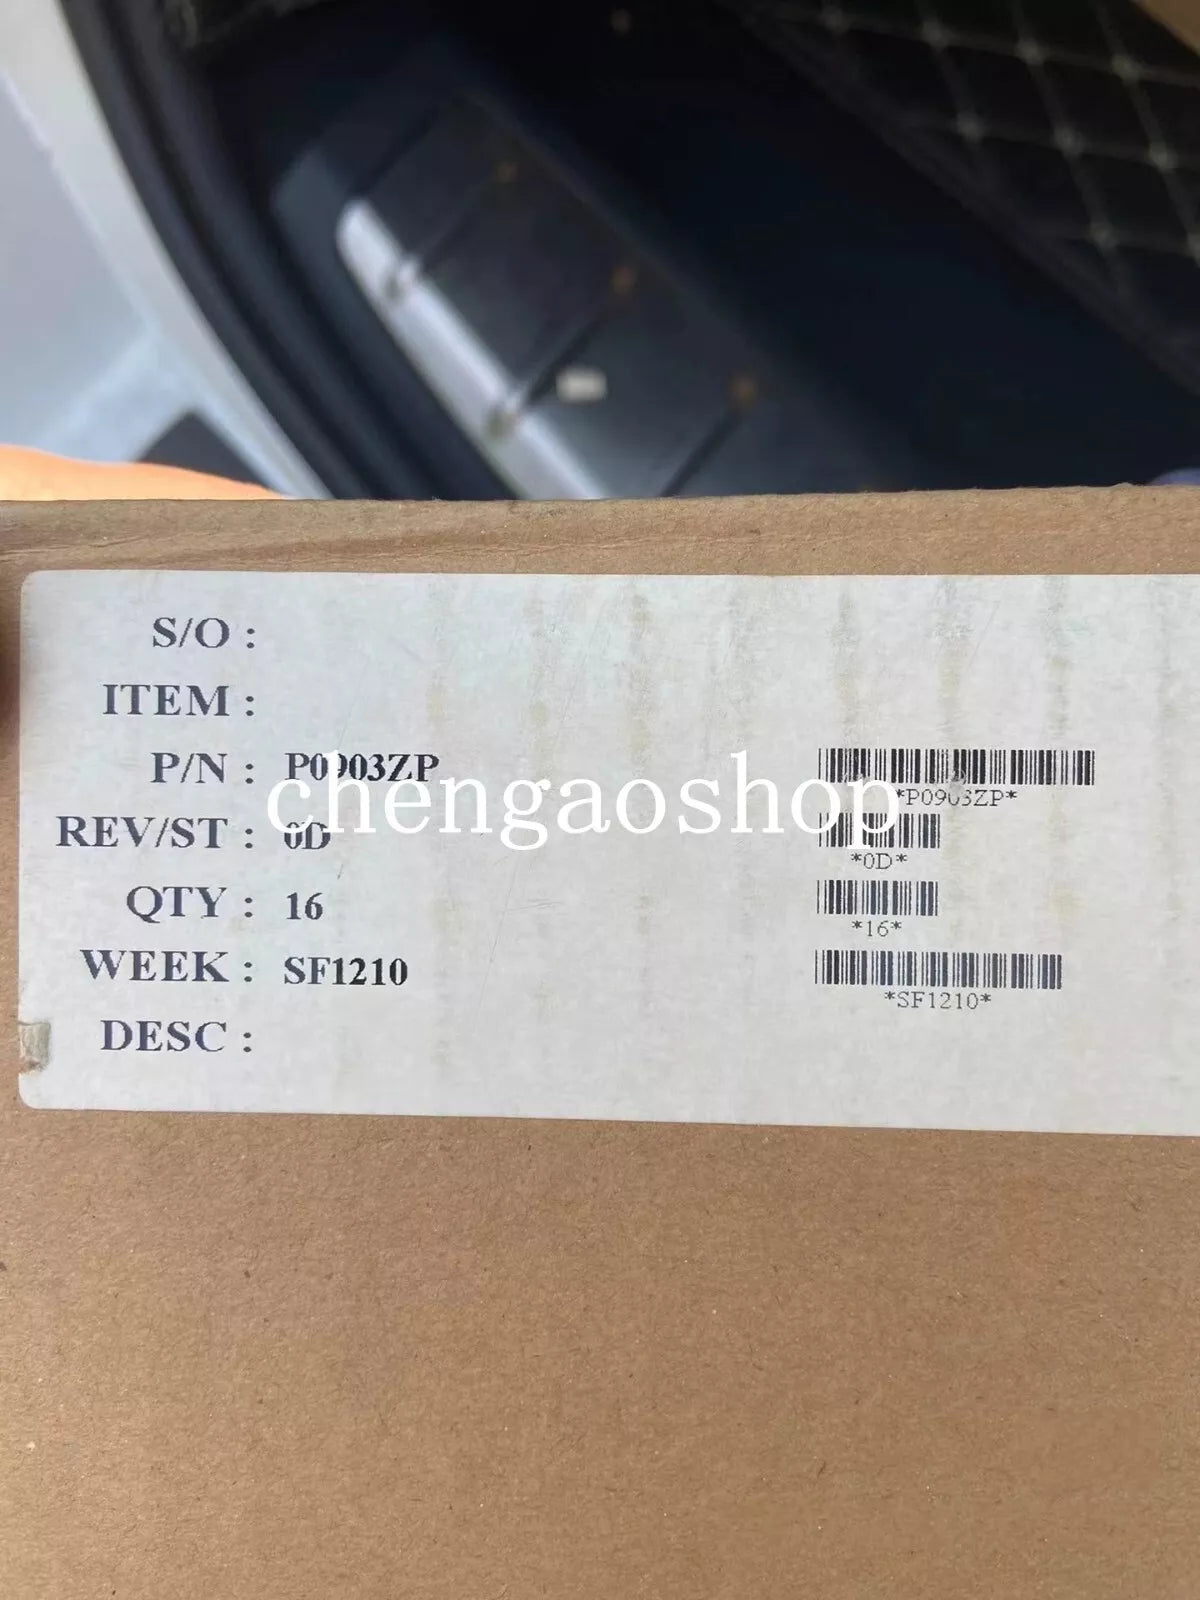 S/O :
ITEM :
P/N : P0903ZP
*P0903ZP*
REV/ST : 0D
*0D*
QTY : 16
*16*
WEEK : SF1210
*SF1210*
DESC :
chengaoshop